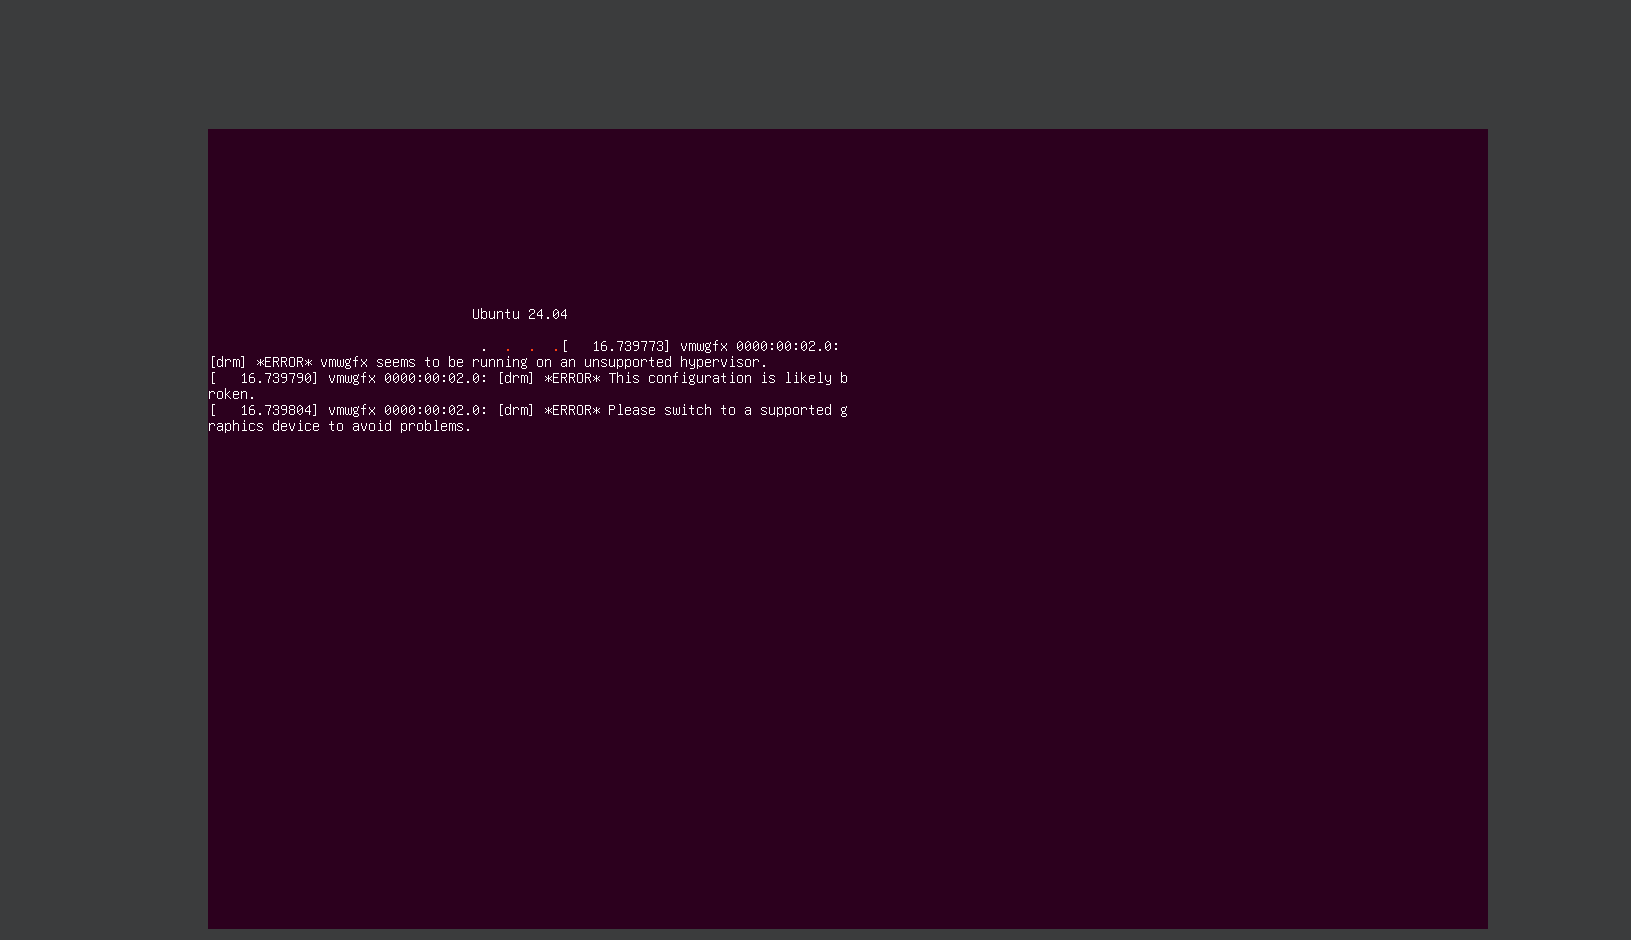 Ubuntu 24.04
. . . .[   16.739773] vmwgfx 0000:00:02.0:
[drm] *ERROR* vmwgfx seems to be running on an unsupported hypervisor.
[   16.739790] vmwgfx 0000:00:02.0: [drm] *ERROR* This configuration is likely b
roken.
[   16.739804] vmwgfx 0000:00:02.0: [drm] *ERROR* Please switch to a supported g
raphics device to avoid problems.